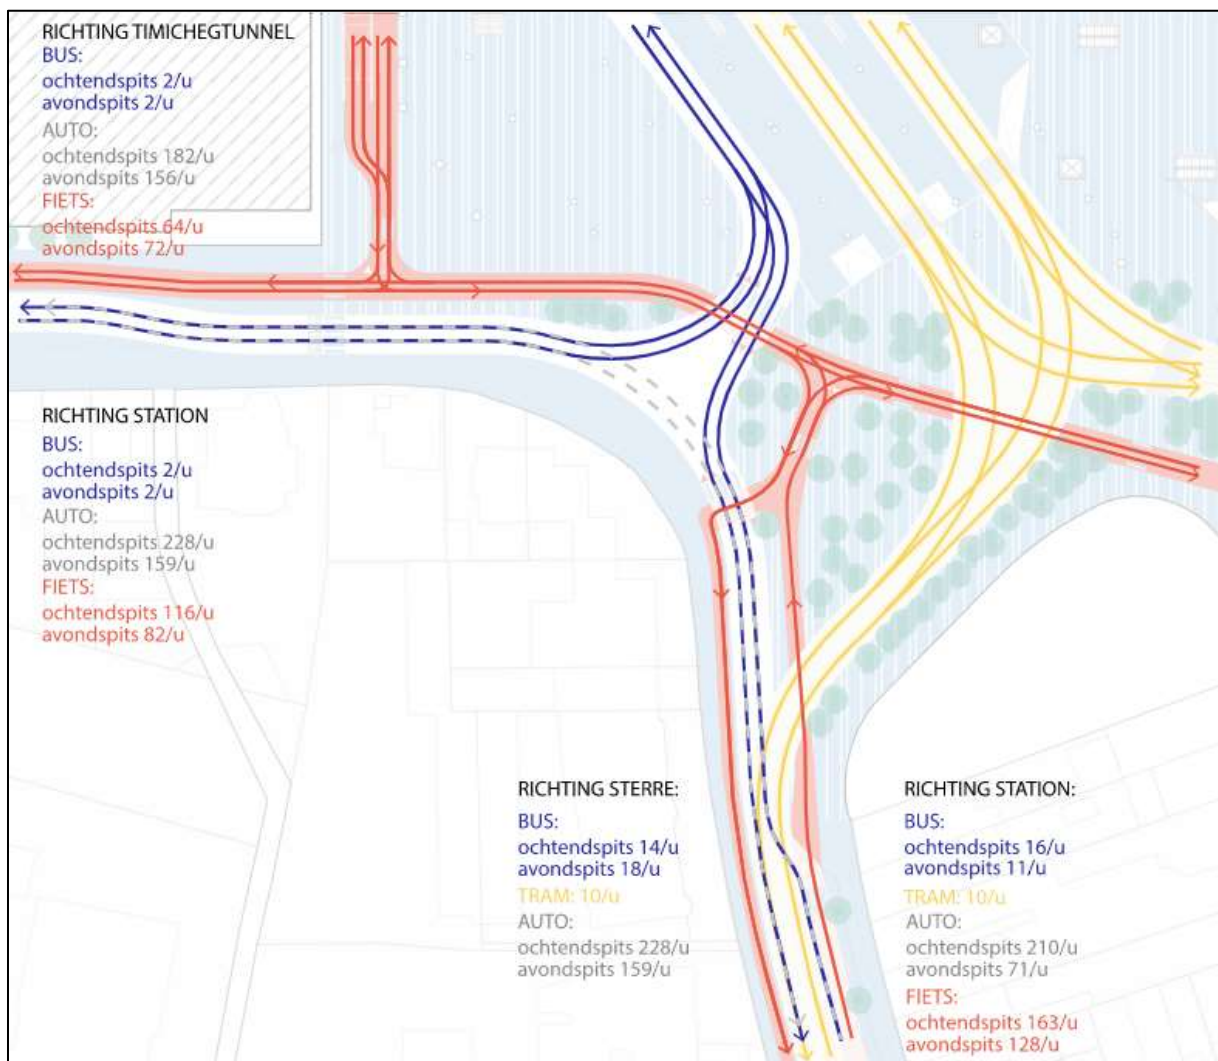 RICHTING TIMICHEGTUNNEL
BUS:
ochtendspits 2/u
avondspits 2/u
AUTO:
ochtendspits 182/u
avondspits 156/u
FIETS:
ochtendspits 64/u
avondspits 72/u
RICHTING STATION
BUS:
ochtendspits 2/u
avondspits 2/u
AUTO:
ochtendspits 228/u
avondspits 159/u
FIETS:
ochtendspits 116/u
avondspits 82/u
RICHTING STERRE:
BUS:
ochtendspits 14/u
avondspits 18/u
TRAM: 10/u
AUTO:
ochtendspits 228/u
avondspits 159/u
RICHTING STATION:
BUS:
ochtendspits 16/u
avondspits 11/u
TRAM: 10/u
AUTO:
ochtendspits 210/u
avondspits 71/u
FIETS:
ochtendspits 163/u
avondspits 128/u